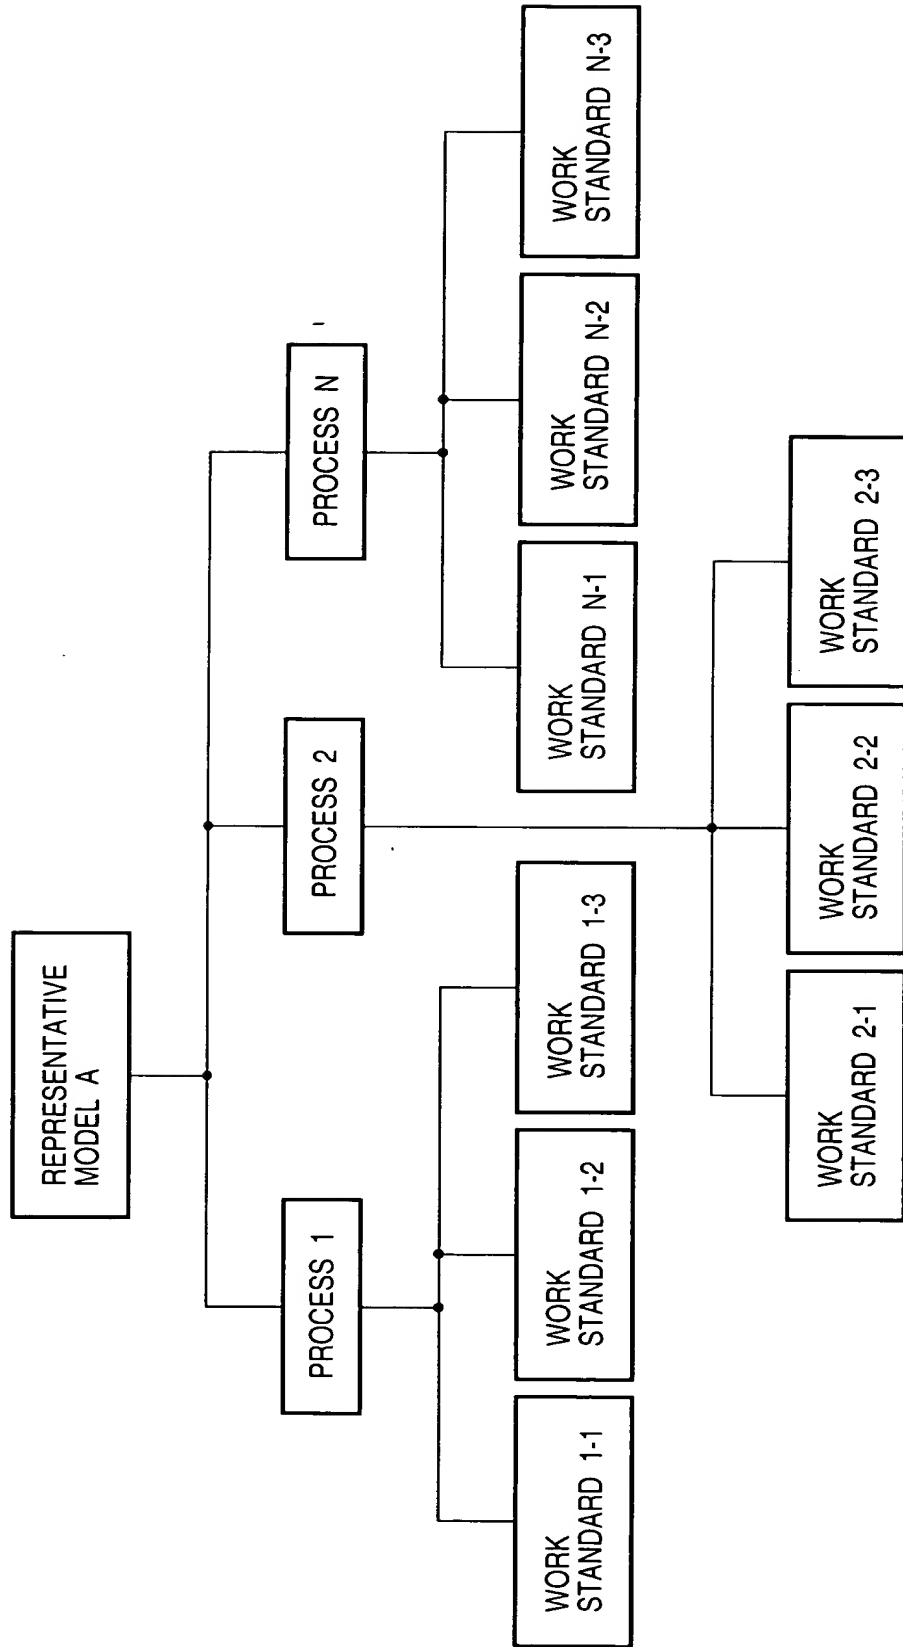 REPRESENTATIVE
MODEL A
PROCESS 1
PROCESS 2
PROCESS N
WORK
STANDARD 1-1
WORK
STANDARD 1-2
WORK
STANDARD 1-3
WORK
STANDARD N-1
WORK
STANDARD N-2
WORK
STANDARD N-3
WORK
STANDARD 2-1
WORK
STANDARD 2-2
WORK
STANDARD 2-3